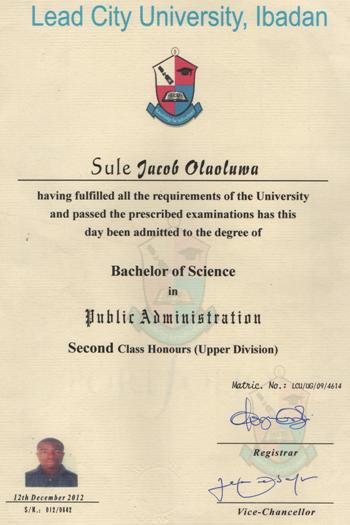 Lead City University, Ibadan
Sule Jacob Olaoluwa
having fulfilled all the requirements of the University
and passed the prescribed examinations has this
day been admitted to the degree of
Bachelor of Science
in
Public Administration
Second Class Honours (Upper Division)
Matric. No.: LCU/UG/09/4614
Registrar
12th December 2012
S/N.: 012/0642
Vice-Chancellor